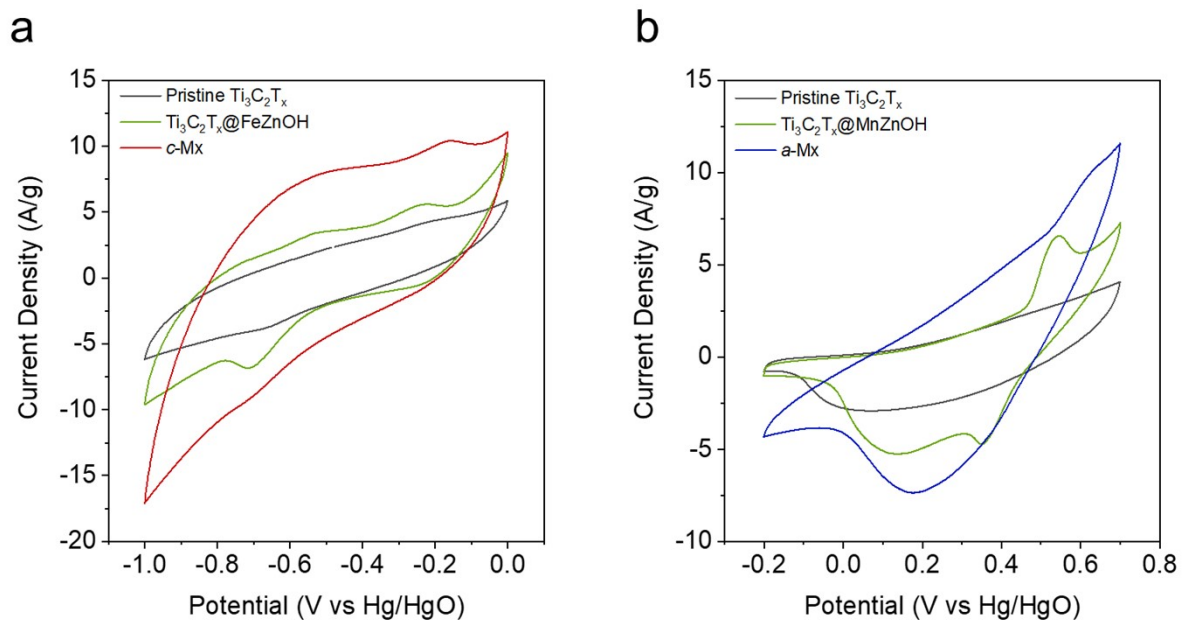 a
15
10
5
0
-5
-10
-15
-20
Current Density (A/g)
Pristine Ti₃C₂Tₓ
Ti₃C₂Tₓ@FeZnOH
c-Mx
-1.0 -0.8 -0.6 -0.4 -0.2 0.0
Potential (V vs Hg/HgO)
b
15
10
5
0
-5
-10
Current Density (A/g)
Pristine Ti₃C₂Tₓ
Ti₃C₂Tₓ@MnZnOH
a-Mx
-0.2 0.0 0.2 0.4 0.6 0.8
Potential (V vs Hg/HgO)